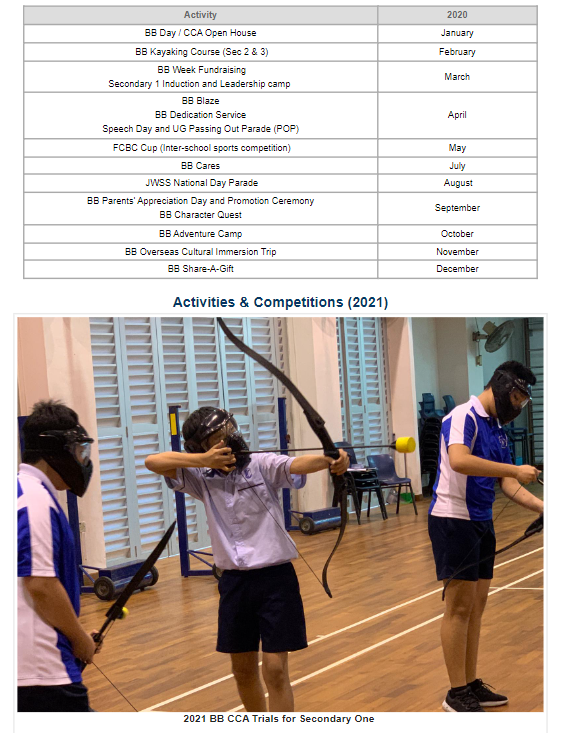 Activity 2020
BB Day / CCA Open House January
BB Kayaking Course (Sec 2 & 3) February
BB Week Fundraising
Secondary 1 Induction and Leadership camp
March
BB Blaze
BB Dedication Service
Speech Day and UG Passing Out Parade (POP)
April
FCBC Cup (Inter-school sports competition) May
BB Cares July
JWSS National Day Parade August
BB Parents' Appreciation Day and Promotion Ceremony
BB Character Quest
September
BB Adventure Camp October
BB Overseas Cultural Immersion Trip November
BB Share-A-Gift December
Activities & Competitions (2021)
2021 BB CCA Trials for Secondary One